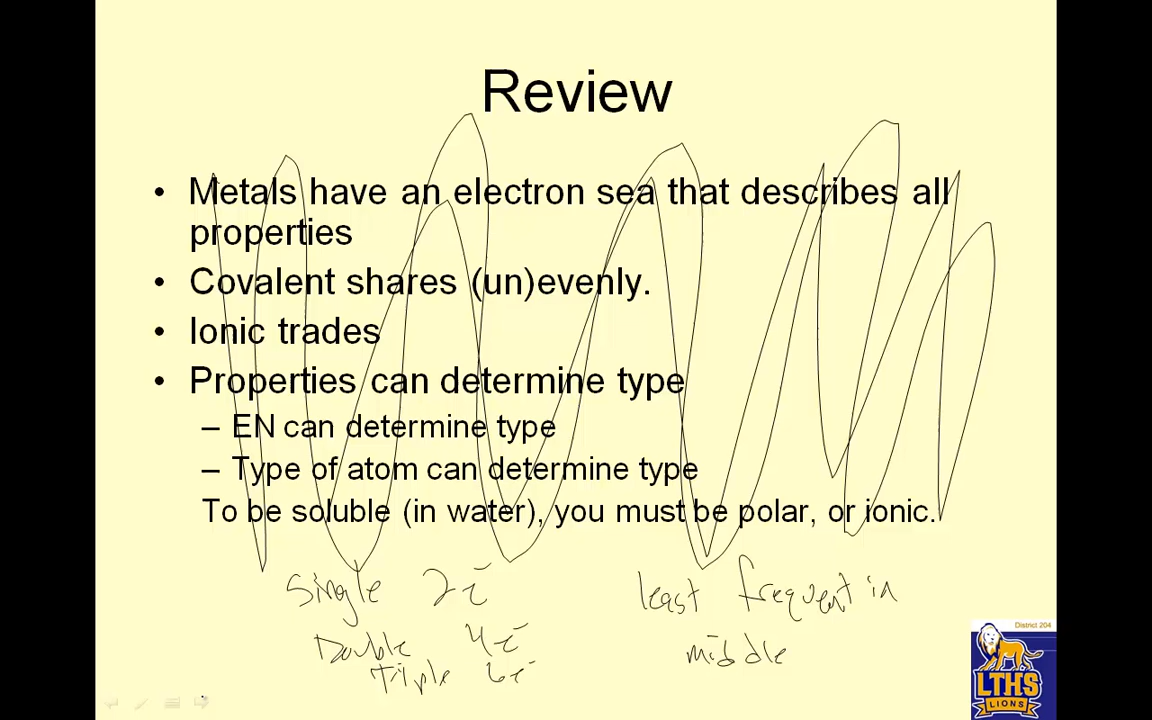 Review
• Metals have an electron sea that describes all
properties
• Covalent shares (un)evenly.
• Ionic trades
• Properties can determine type
– EN can determine type
– Type of atom can determine type
To be soluble (in water), you must be polar, or ionic.
single 2e⁻ least frequent in
Double 4e⁻ middle
Triple 6e⁻
District 204
LTHS
LIONS